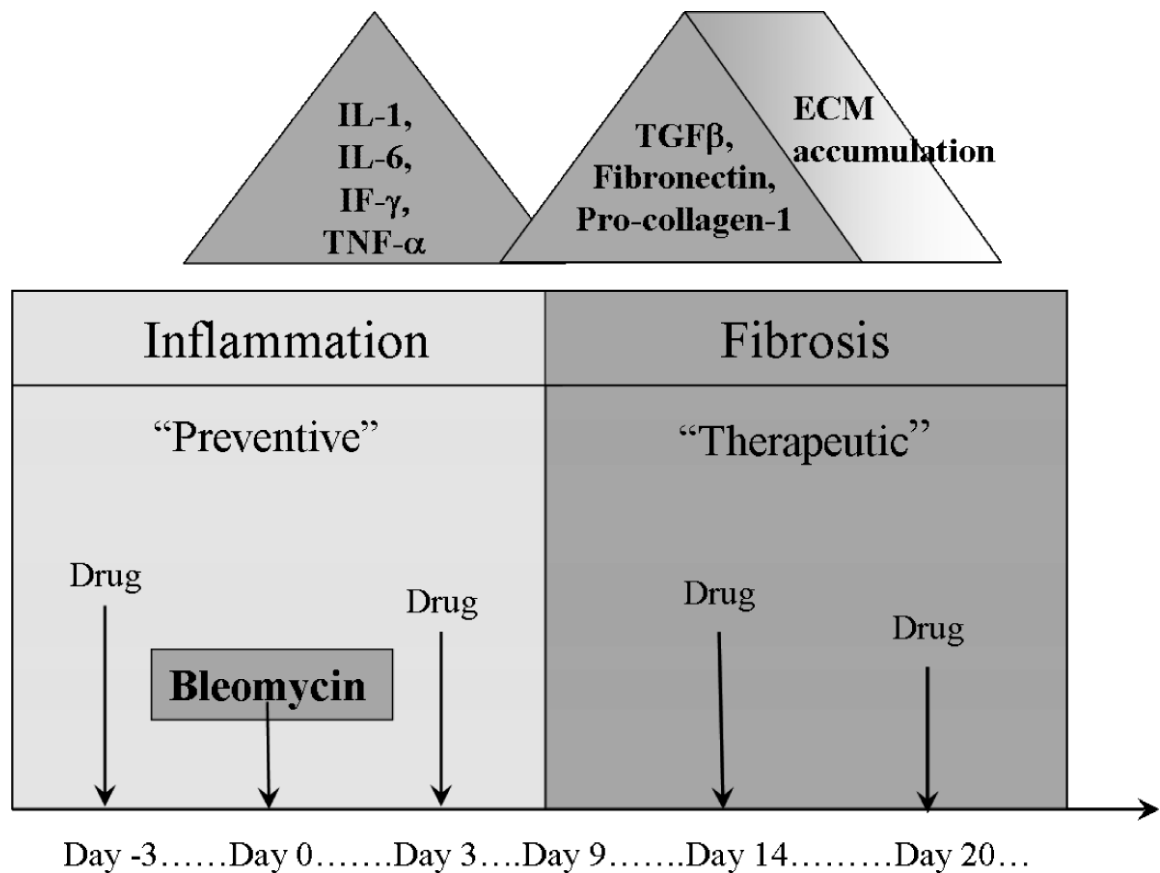 IL-1,
IL-6,
IF-γ,
TNF-α
TGFβ,
Fibronectin,
Pro-collagen-1
ECM
accumulation
Inflammation
Fibrosis
“Preventive”
“Therapeutic”
Drug
Drug
Drug
Drug
Bleomycin
Day -3……Day 0…….Day 3….Day 9…….Day 14………Day 20…